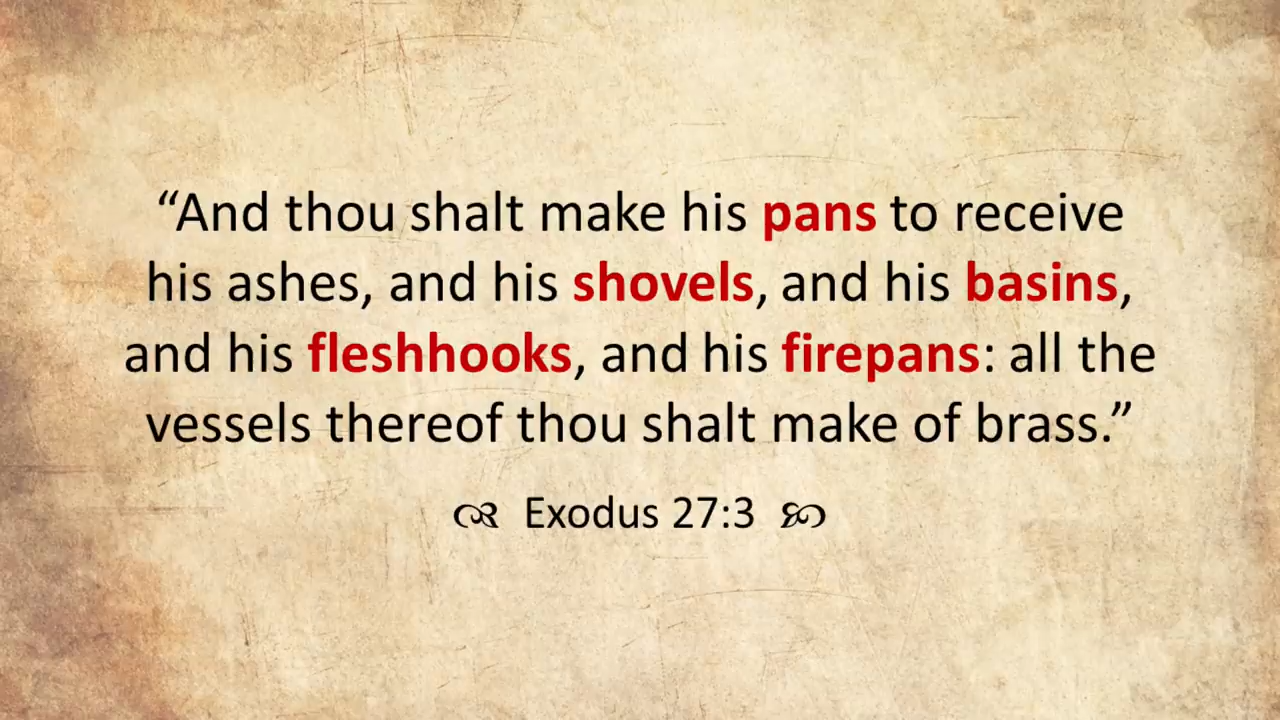 “And thou shalt make his pans to receive
his ashes, and his shovels, and his basins,
and his fleshhooks, and his firepans: all the
vessels thereof thou shalt make of brass.”
Exodus 27:3